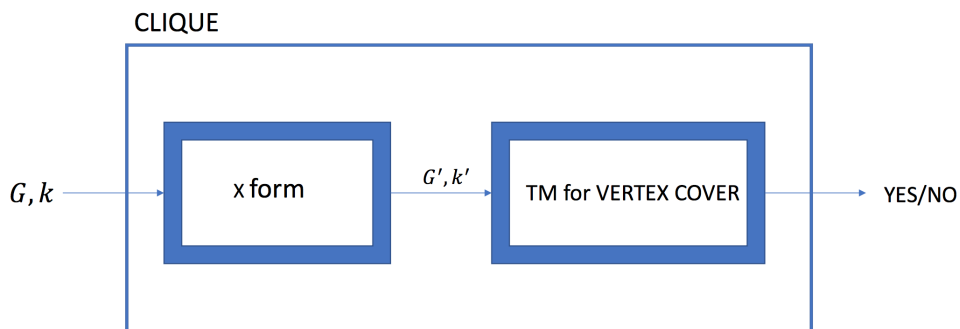 CLIQUE
G, k
x form
G′, k′
TM for VERTEX COVER
YES/NO